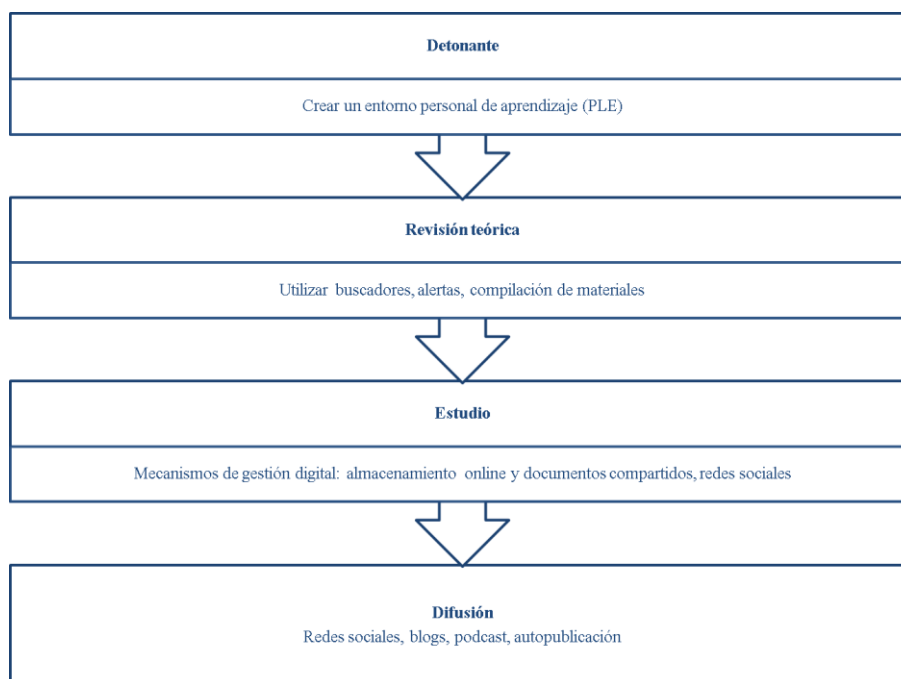 Detonante
Crear un entorno personal de aprendizaje (PLE)
Revisión teórica
Utilizar buscadores, alertas, compilación de materiales
Estudio
Mecanismos de gestión digital: almacenamiento online y documentos compartidos, redes sociales
Difusión
Redes sociales, blogs, podcast, autopublicación